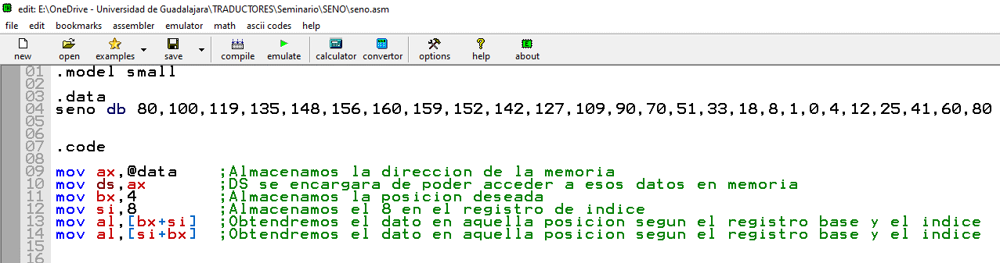 edit: E:\OneDrive - Universidad de Guadalajara\TRADUCTORES\Seminario\SENO\seno.asm
file edit bookmarks assembler emulator math ascii codes help
new open examples save compile emulate calculator convertor options help about
01 .model small
02
03 .data
04 seno db 80,100,119,135,148,156,160,159,152,142,127,109,90,70,51,33,18,8,1,0,4,12,25,41,60,80
05
06
07 .code
08
09 mov ax,@data ;Almacenamos la direccion de la memoria
10 mov ds,ax ;DS se encargara de poder acceder a esos datos en memoria
11 mov bx,4 ;Almacenamos la posicion deseada
12 mov si,8 ;Almacenamos el 8 en el registro de indice
13 mov al,[bx+si] ;Obtendremos el dato en aquella posicion segun el registro base y el indice
14 mov al,[si+bx] ;Obtendremos el dato en aquella posicion segun el registro base y el indice
15
16